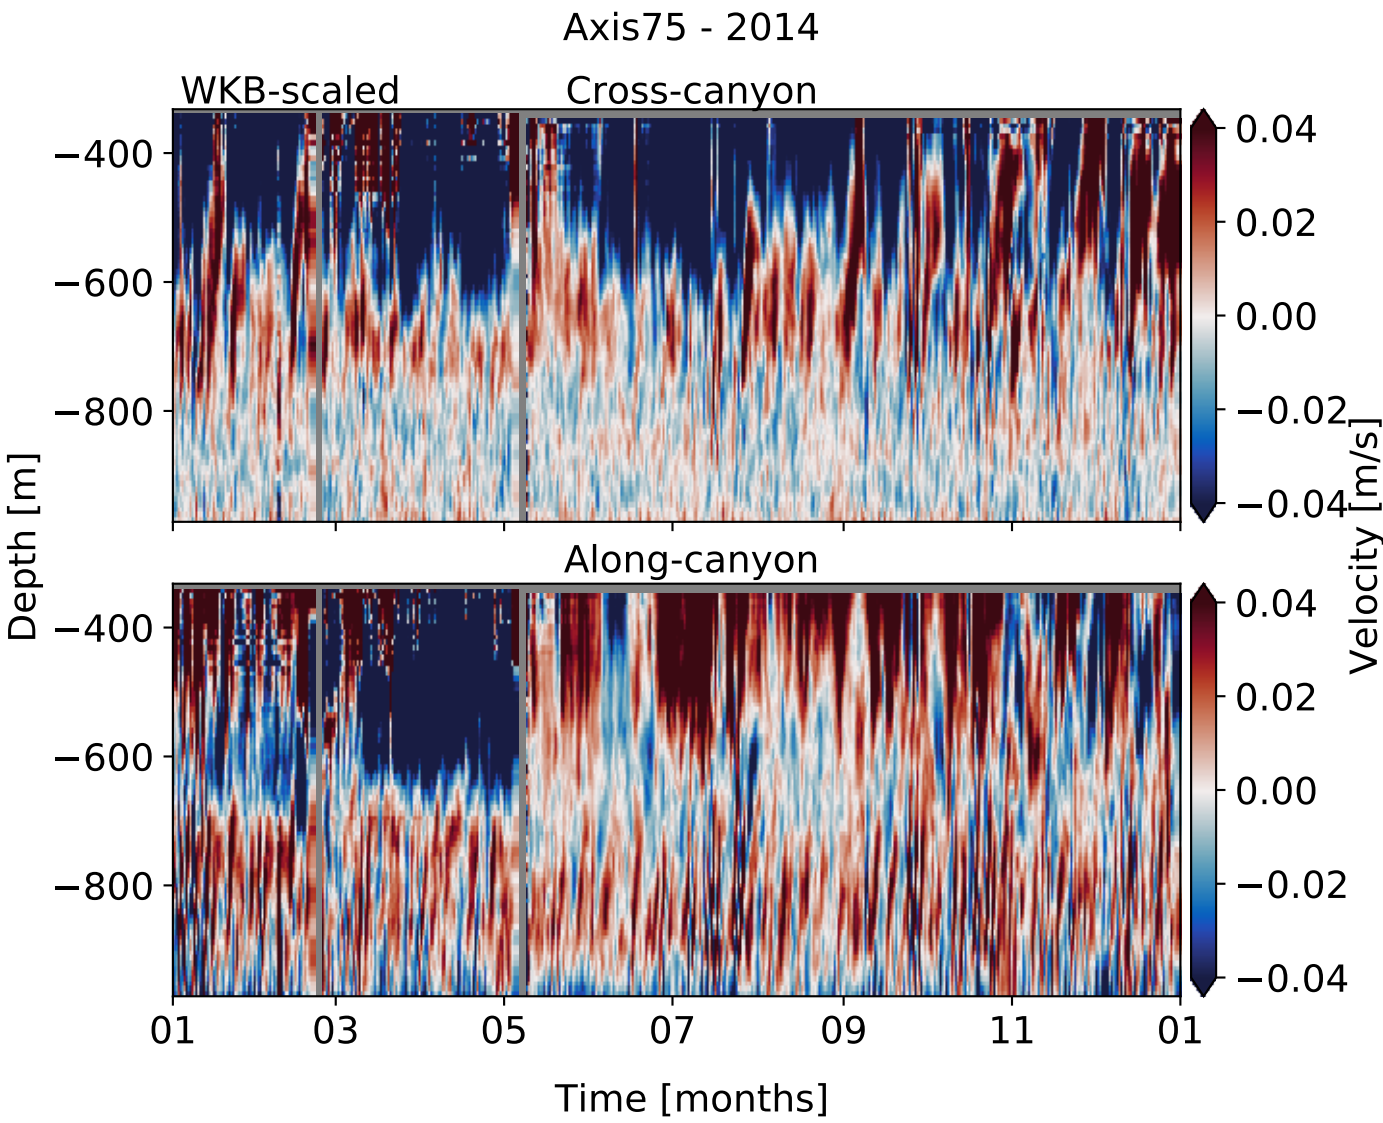 Axis75 - 2014
WKB-scaled
Cross-canyon
−400
−600
−800
0.04
0.02
0.00
−0.02
−0.04
Depth [m]
Velocity [m/s]
Along-canyon
−400
−600
−800
0.04
0.02
0.00
−0.02
−0.04
01 03 05 07 09 11 01
Time [months]